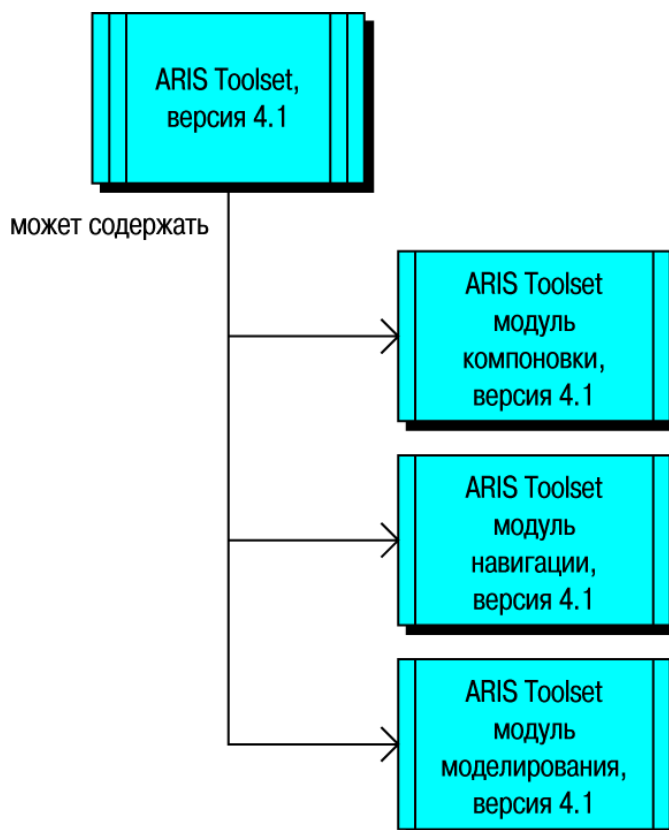 ARIS Toolset,
версия 4.1
может содержать
ARIS Toolset
модуль
компоновки,
версия 4.1
ARIS Toolset
модуль
навигации,
версия 4.1
ARIS Toolset
модуль
моделирования,
версия 4.1